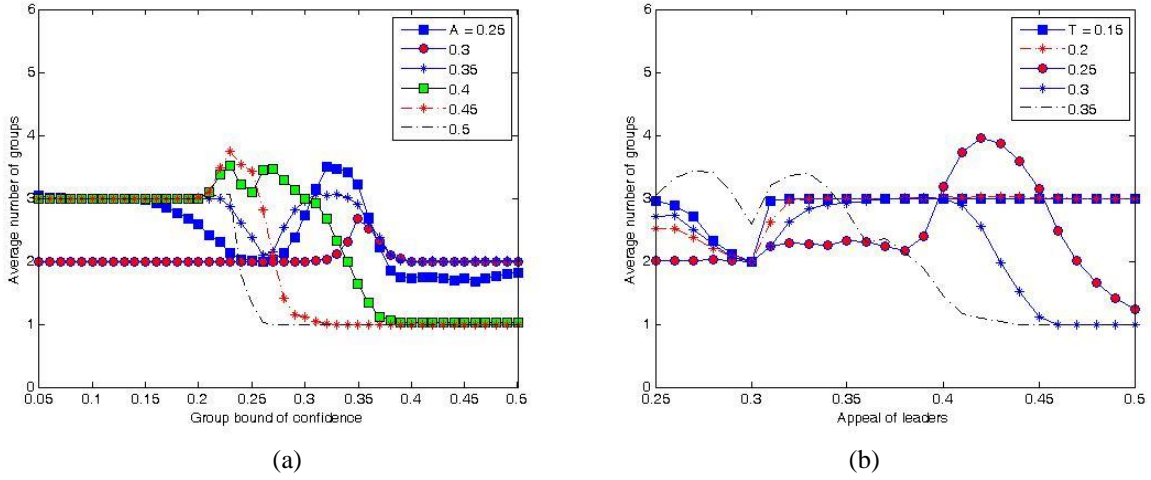 6
5
4
3
2
1
0
Average number of groups
0.05 0.1 0.15 0.2 0.25 0.3 0.35 0.4 0.45 0.5
Group bound of confidence
A = 0.25
0.3
0.35
0.4
0.45
0.5
(a)
6
5
4
3
2
1
0
Average number of groups
0.25 0.3 0.35 0.4 0.45 0.5
Appeal of leaders
T = 0.15
0.2
0.25
0.3
0.35
(b)